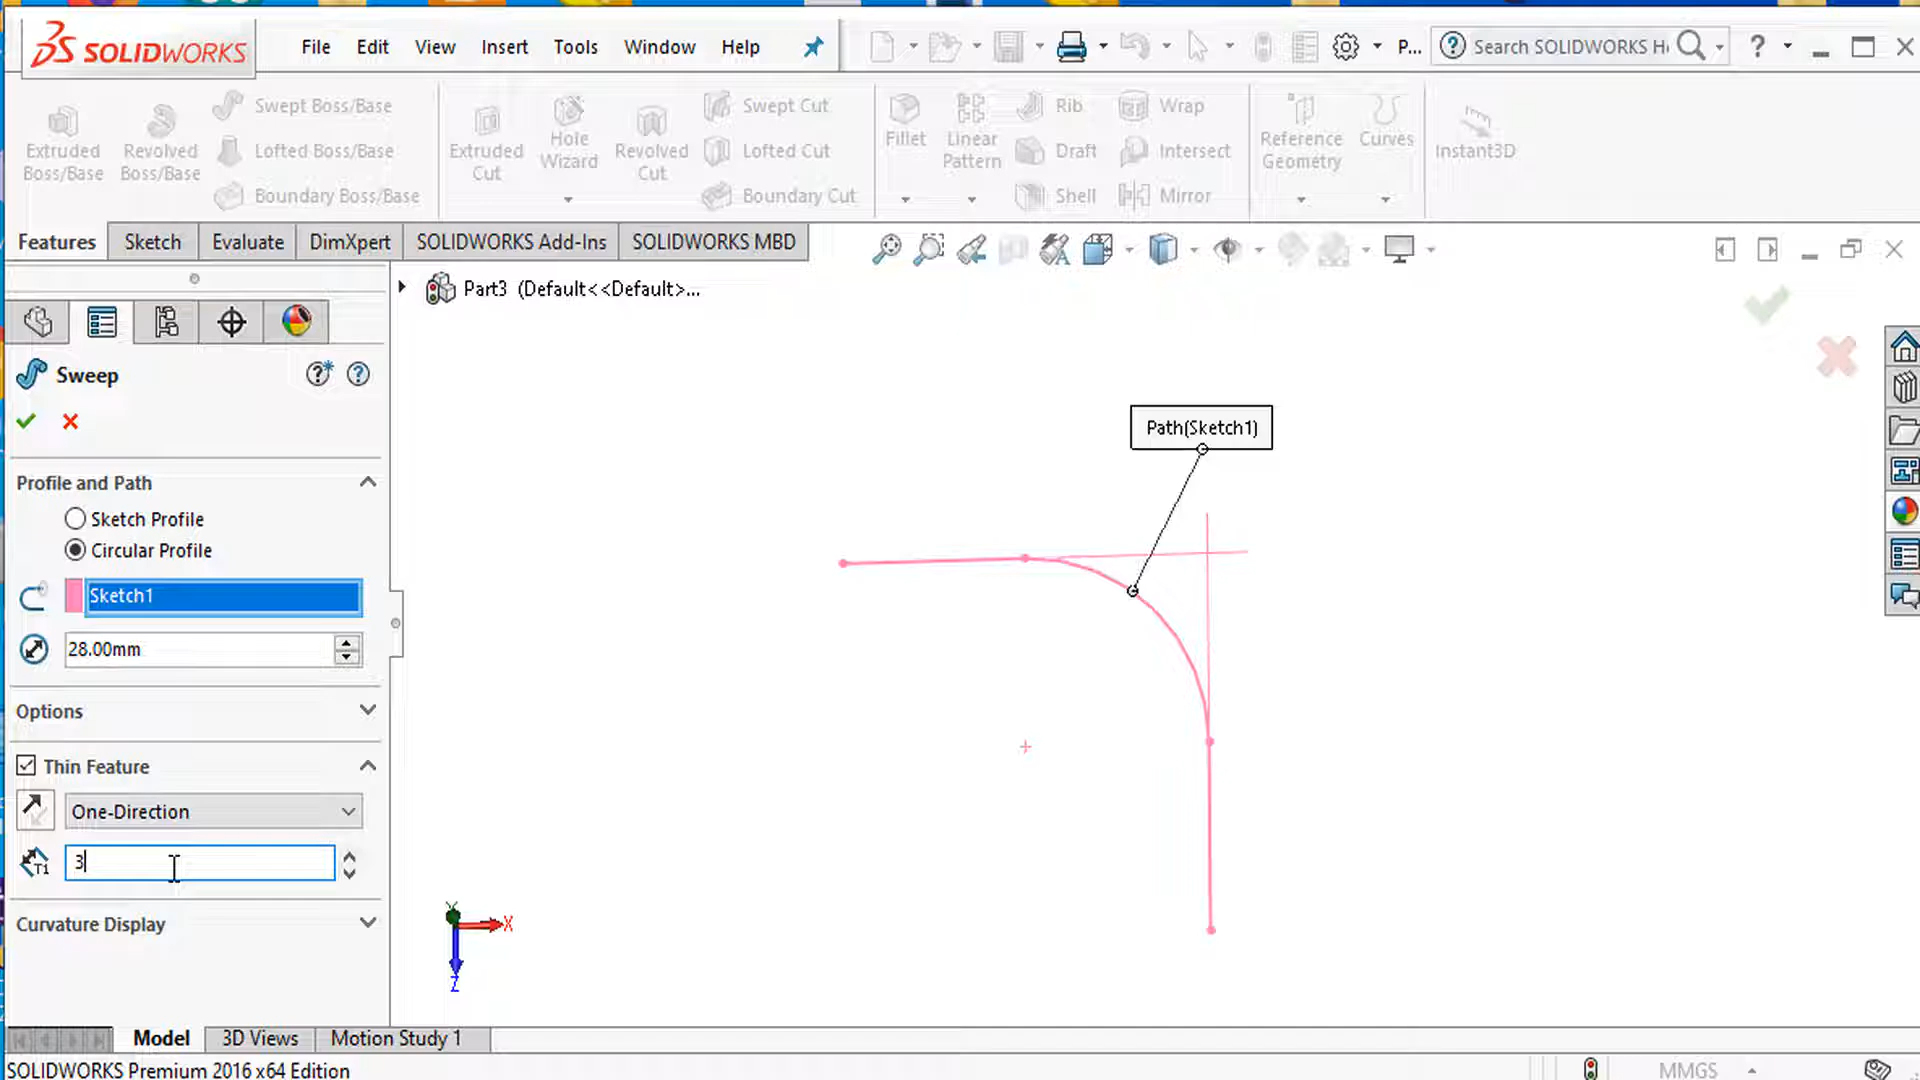 SOLIDWORKS File Edit View Insert Tools Window Help P... Search SOLIDWORKS H ?
Extruded Boss/Base
Revolved Boss/Base
Swept Boss/Base
Lofted Boss/Base
Boundary Boss/Base
Extruded Cut
Hole Wizard
Revolved Cut
Swept Cut
Lofted Cut
Boundary Cut
Fillet
Linear Pattern
Rib
Draft
Shell
Wrap
Intersect
Mirror
Reference Geometry
Curves
Instant3D
Features Sketch Evaluate DimXpert SOLIDWORKS Add-Ins SOLIDWORKS MBD
Part3 (Default<<Default>...
Sweep
Profile and Path
Sketch Profile
Circular Profile
Sketch1
28.00mm
Options
Thin Feature
One-Direction
T1 3
Curvature Display
Path(Sketch1)
Y
X
Z
Model 3D Views Motion Study 1
SOLIDWORKS Premium 2016 x64 Edition MMGS